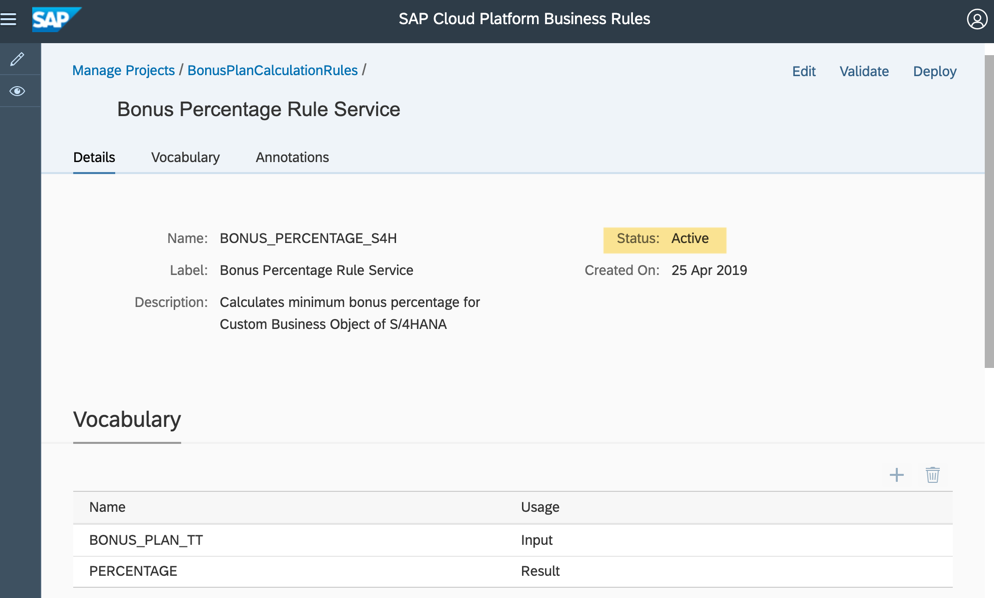 SAP
SAP Cloud Platform Business Rules
Manage Projects / BonusPlanCalculationRules /
Edit Validate Deploy
Bonus Percentage Rule Service
Details Vocabulary Annotations
Name: BONUS_PERCENTAGE_S4H
Status: Active
Label: Bonus Percentage Rule Service
Created On: 25 Apr 2019
Description: Calculates minimum bonus percentage for
Custom Business Object of S/4HANA
Vocabulary
Name Usage
BONUS_PLAN_TT Input
PERCENTAGE Result